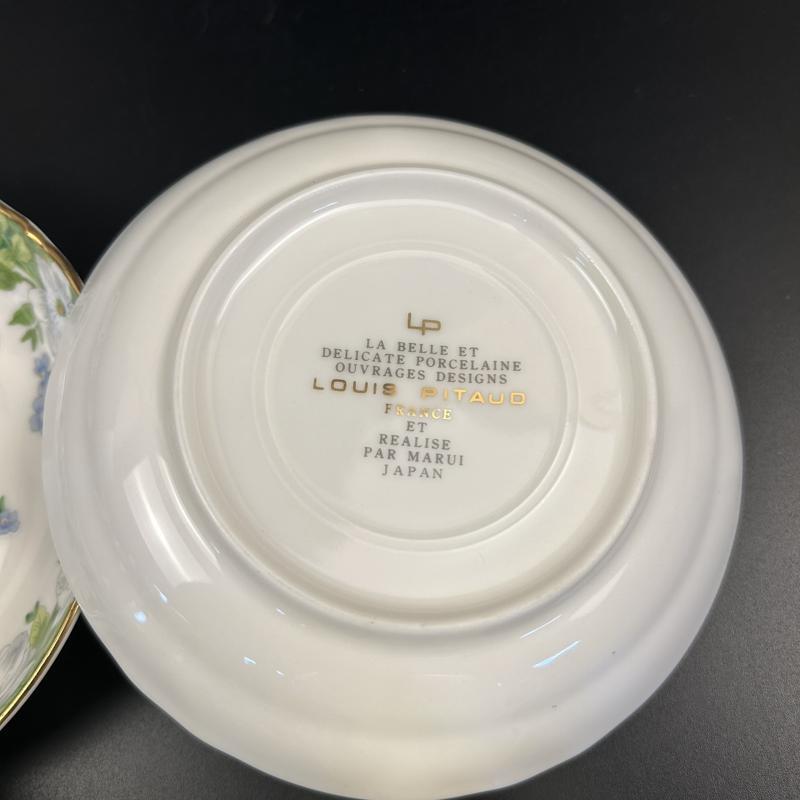 LP
LA BELLE ET
DELICATE PORCELAINE
OUVRAGES DESIGNS
LOUIS PITAUD
FRANCE
ET
REALISE
PAR MARUI
JAPAN